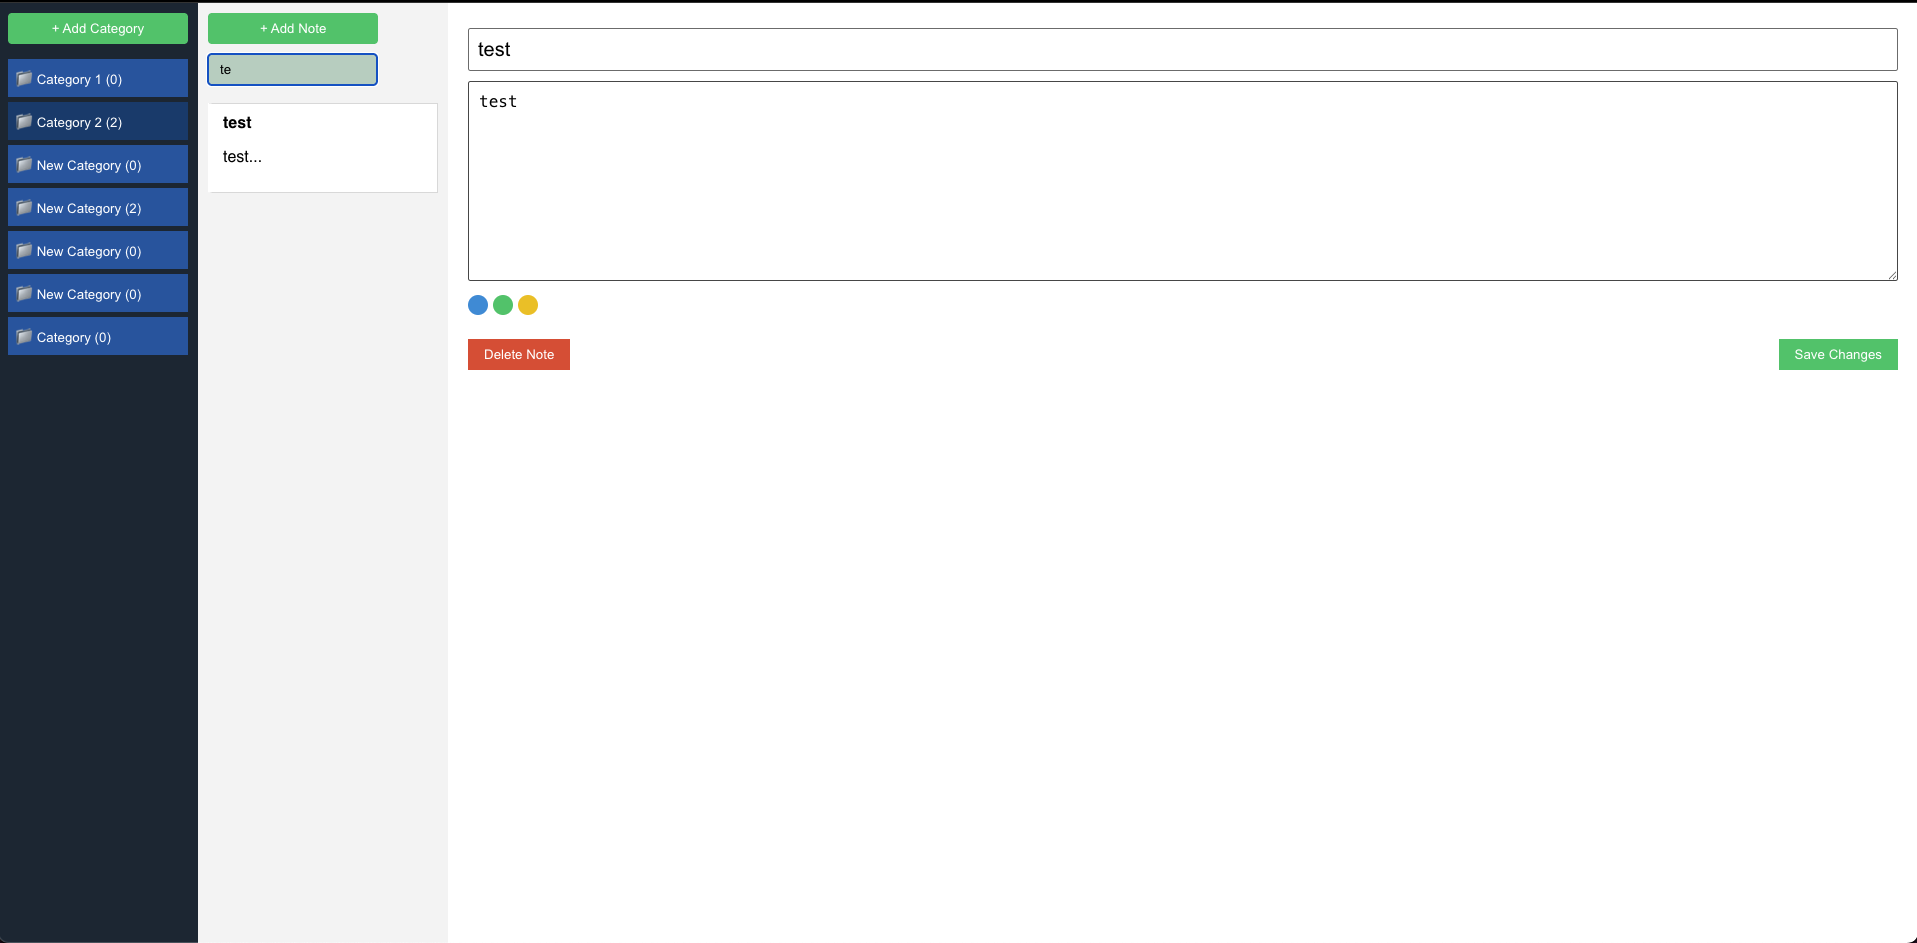 + Add Category
Category 1 (0)
Category 2 (2)
New Category (0)
New Category (2)
New Category (0)
New Category (0)
Category (0)
+ Add Note
te
test
test...
test
test
Delete Note
Save Changes